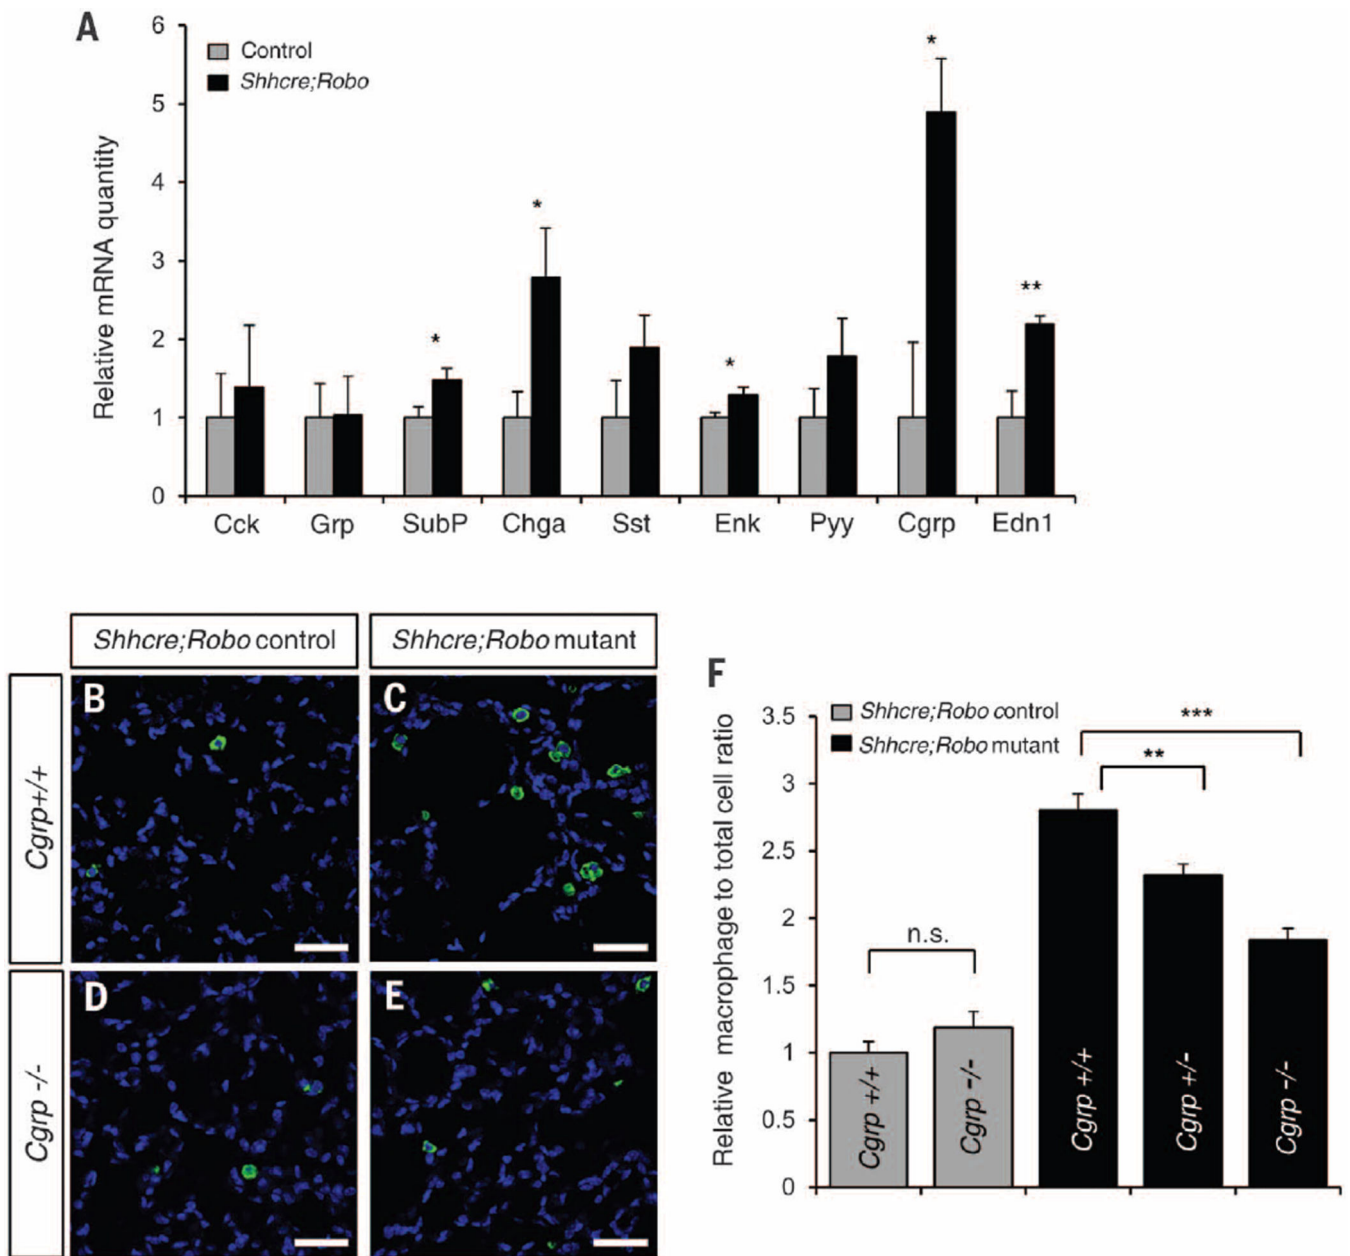 A
Control
Shhcre;Robo
Relative mRNA quantity
6
5
4
3
2
1
0
*
*
*
*
**
Cck Grp SubP Chga Sst Enk Pyy Cgrp Edn1
Shhcre;Robo control
Shhcre;Robo mutant
Cgrp+/+
Cgrp -/-
B
C
D
E
F
Shhcre;Robo control
Shhcre;Robo mutant
Relative macrophage to total cell ratio
3.5
3
2.5
2
1.5
1
0.5
0
n.s.
**
***
Cgrp +/+
Cgrp -/-
Cgrp +/+
Cgrp +/-
Cgrp -/-